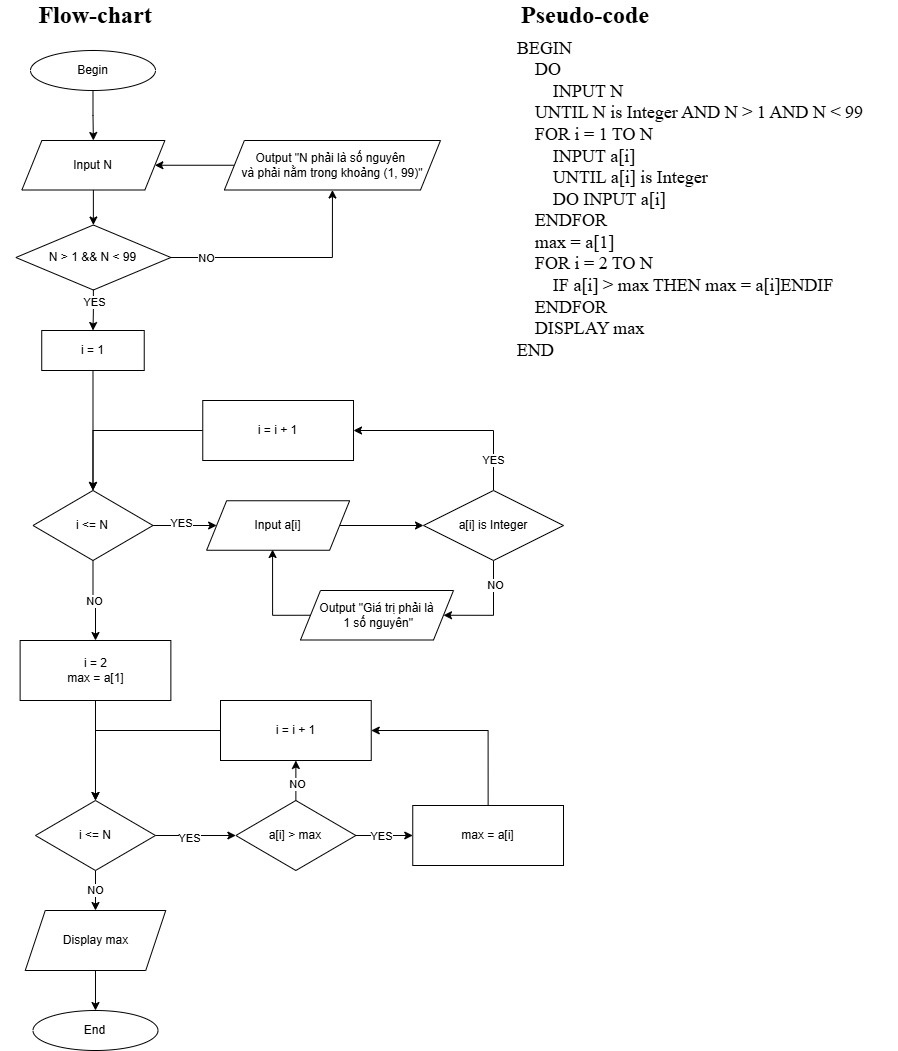 Flow-chart
Begin
Input N
Output "N phải là số nguyên
và phải nằm trong khoảng (1, 99)"
N > 1 && N < 99
NO
YES
i = 1
i = i + 1
YES
i <= N
YES
Input a[i]
a[i] is Integer
NO
NO
Output "Giá trị phải là
1 số nguyên"
i = 2
max = a[1]
i = i + 1
NO
i <= N
YES
a[i] > max
YES
max = a[i]
NO
Display max
End
Pseudo-code
BEGIN
DO
INPUT N
UNTIL N is Integer AND N > 1 AND N < 99
FOR i = 1 TO N
INPUT a[i]
UNTIL a[i] is Integer
DO INPUT a[i]
ENDFOR
max = a[1]
FOR i = 2 TO N
IF a[i] > max THEN max = a[i]ENDIF
ENDFOR
DISPLAY max
END